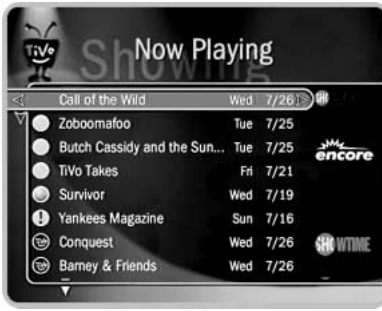 TiVo
Showing
Now Playing
Call of the Wild Wed 7/26
Zoboomafoo Tue 7/25
Butch Cassidy and the Sun... Tue 7/25
TiVo Takes Fri 7/21
Survivor Wed 7/19
Yankees Magazine Sun 7/16
Conquest Wed 7/26
Barney & Friends Wed 7/26
SHO
encore
SHOWTIME